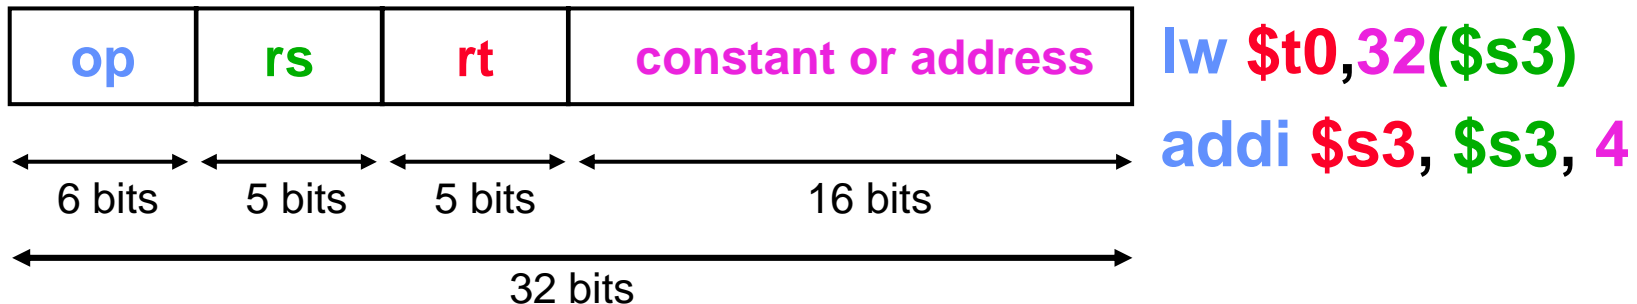 op rs rt constant or address
6 bits 5 bits 5 bits 16 bits
32 bits
lw $t0,32($s3)
addi $s3, $s3, 4